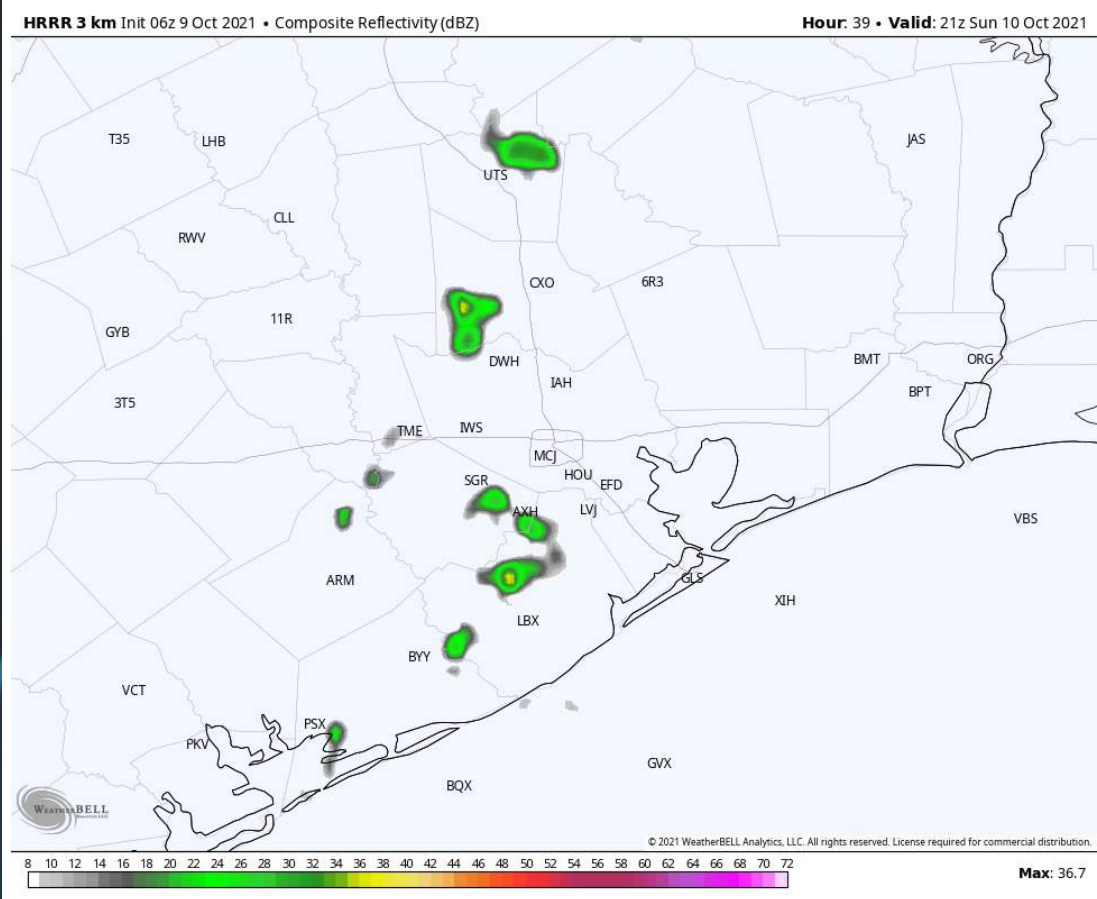 HRRR 3 km Init 06z 9 Oct 2021 • Composite Reflectivity (dBZ)
Hour: 39 • Valid: 21z Sun 10 Oct 2021
T35
LHB
JAS
UTS
CLL
RWV
CXO
6R3
11R
GYB
DWH
BMT
ORG
IAH
BPT
3T5
TME
IWS
MCJ
HOU
SGR
EFD
AXH
LVJ
VBS
ARM
GLS
XIH
LBX
BYY
VCT
PSX
PKV
GVX
BQX
WEATHERBELL
© 2021 WeatherBELL Analytics, LLC. All rights reserved. License required for commercial distribution.
8 10 12 14 16 18 20 22 24 26 28 30 32 34 36 38 40 42 44 46 48 50 52 54 56 58 60 62 64 66 68 70 72
Max: 36.7